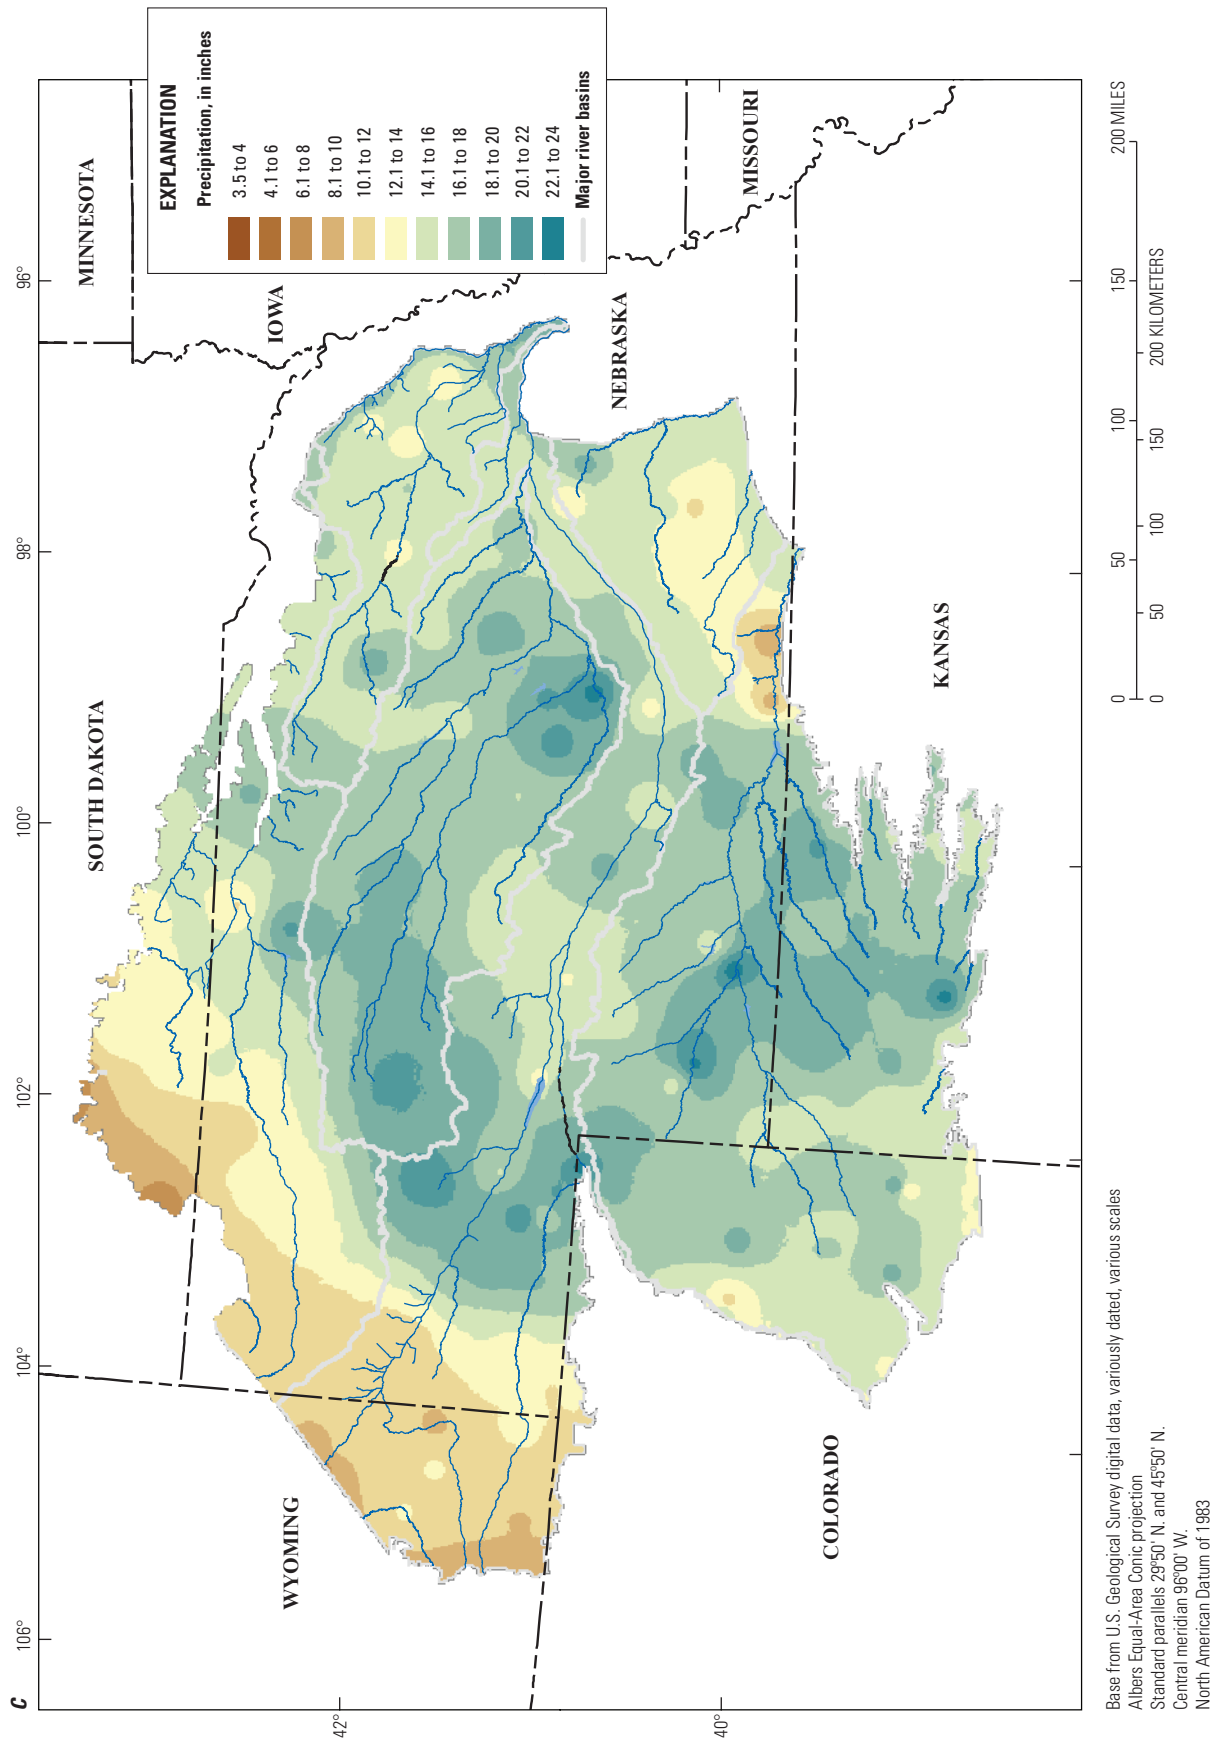 C
106°
104°
102°
100°
98°
96°
42°
40°
SOUTH DAKOTA
MINNESOTA
IOWA
WYOMING
NEBRASKA
MISSOURI
COLORADO
KANSAS
EXPLANATION
Precipitation, in inches
3.5 to 4
4.1 to 6
6.1 to 8
8.1 to 10
10.1 to 12
12.1 to 14
14.1 to 16
16.1 to 18
18.1 to 20
20.1 to 22
22.1 to 24
Major river basins
Base from U.S. Geological Survey digital data, variously dated, various scales
Albers Equal-Area Conic projection
Standard parallels 29°50' N. and 45°50' N.
Central meridian 96°00' W.
North American Datum of 1983
0 50 100 150 200 MILES
0 50 100 150 200 KILOMETERS